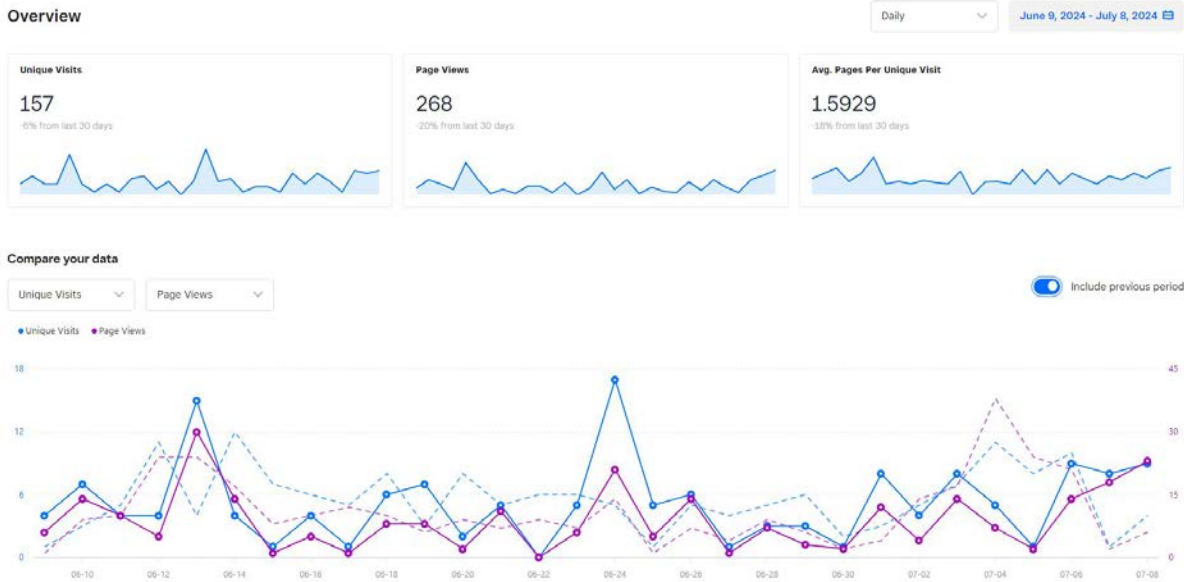 Overview
Daily
June 9, 2024 - July 8, 2024
Unique Visits
157
-6% from last 30 days
Page Views
268
-20% from last 30 days
Avg. Pages Per Unique Visit
1.5929
-18% from last 30 days
Compare your data
Unique Visits
Page Views
Include previous period
Unique Visits Page Views
18 45
12 30
6 15
0 0
06-10 06-12 06-14 06-16 06-18 06-20 06-22 06-24 06-26 06-28 06-30 07-02 07-04 07-06 07-08